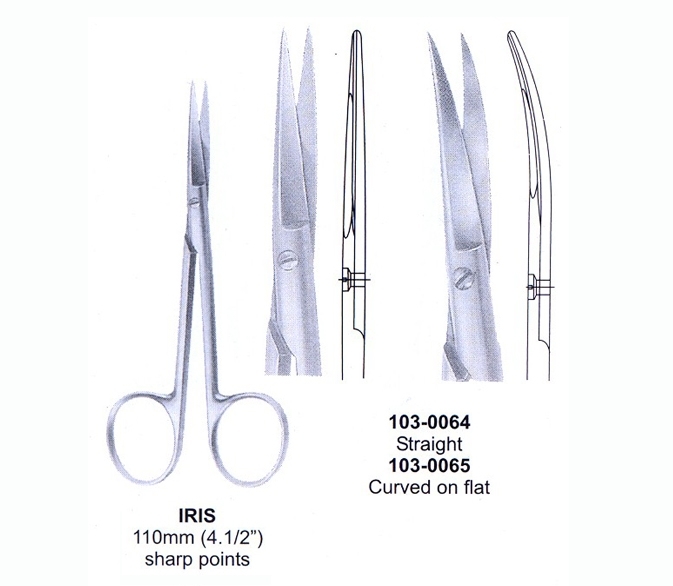 103-0064
Straight
103-0065
Curved on flat
IRIS
110mm (4.1/2”)
sharp points